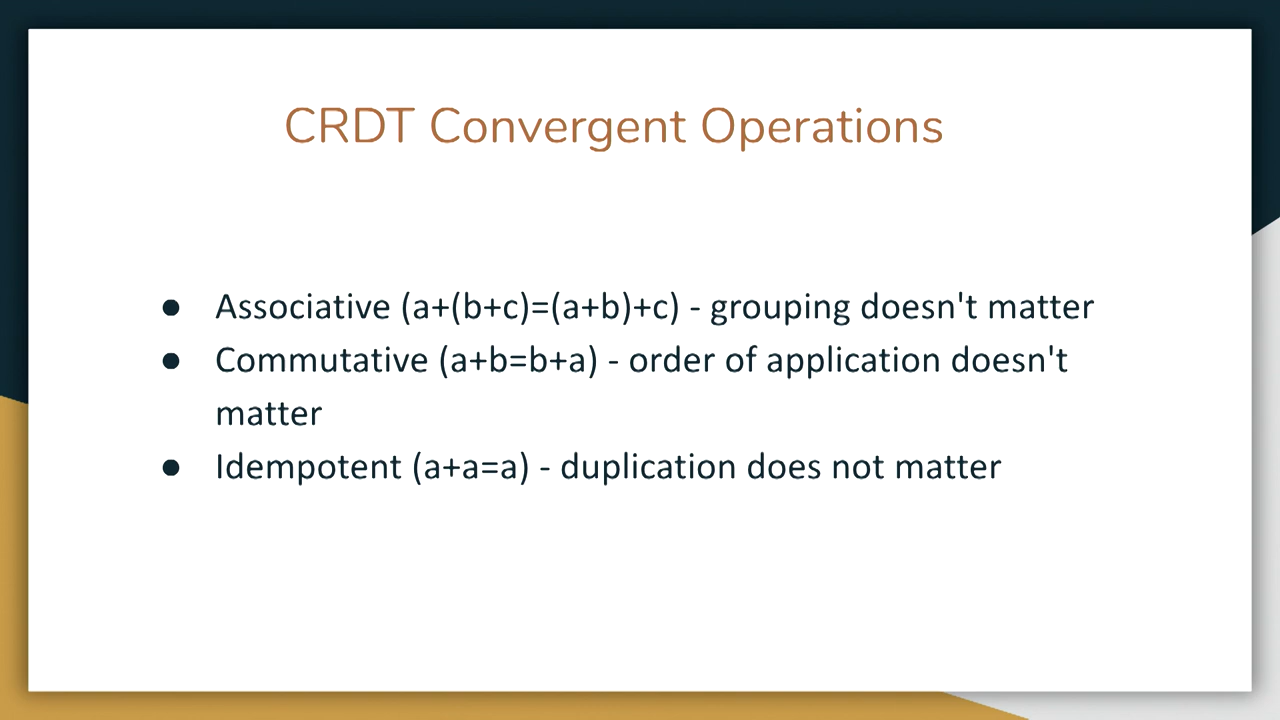 CRDT Convergent Operations
● Associative (a+(b+c)=(a+b)+c) - grouping doesn't matter
● Commutative (a+b=b+a) - order of application doesn't
matter
● Idempotent (a+a=a) - duplication does not matter